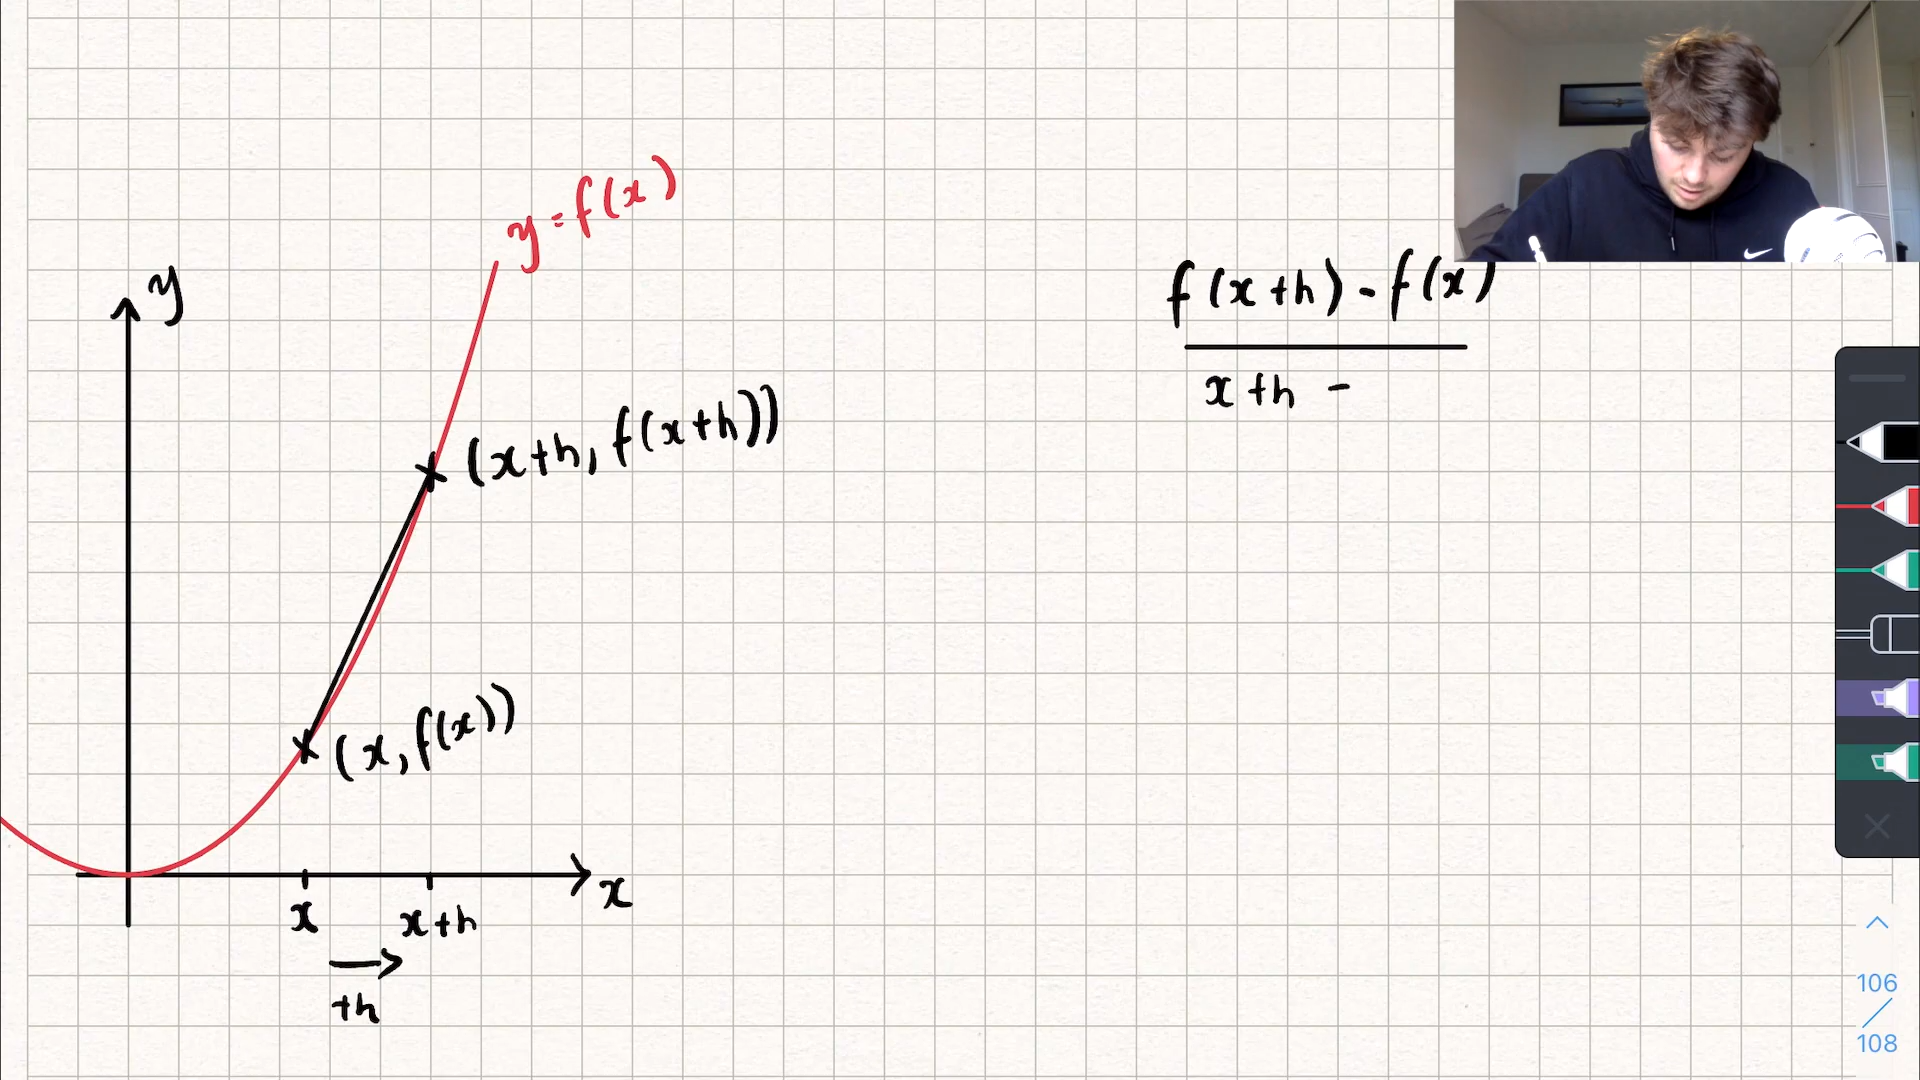 y = f(x)
y
f(x+h) - f(x)
x+h -
(x+h, f(x+h))
(x, f(x))
x
x
x+h
+h
106
/
108